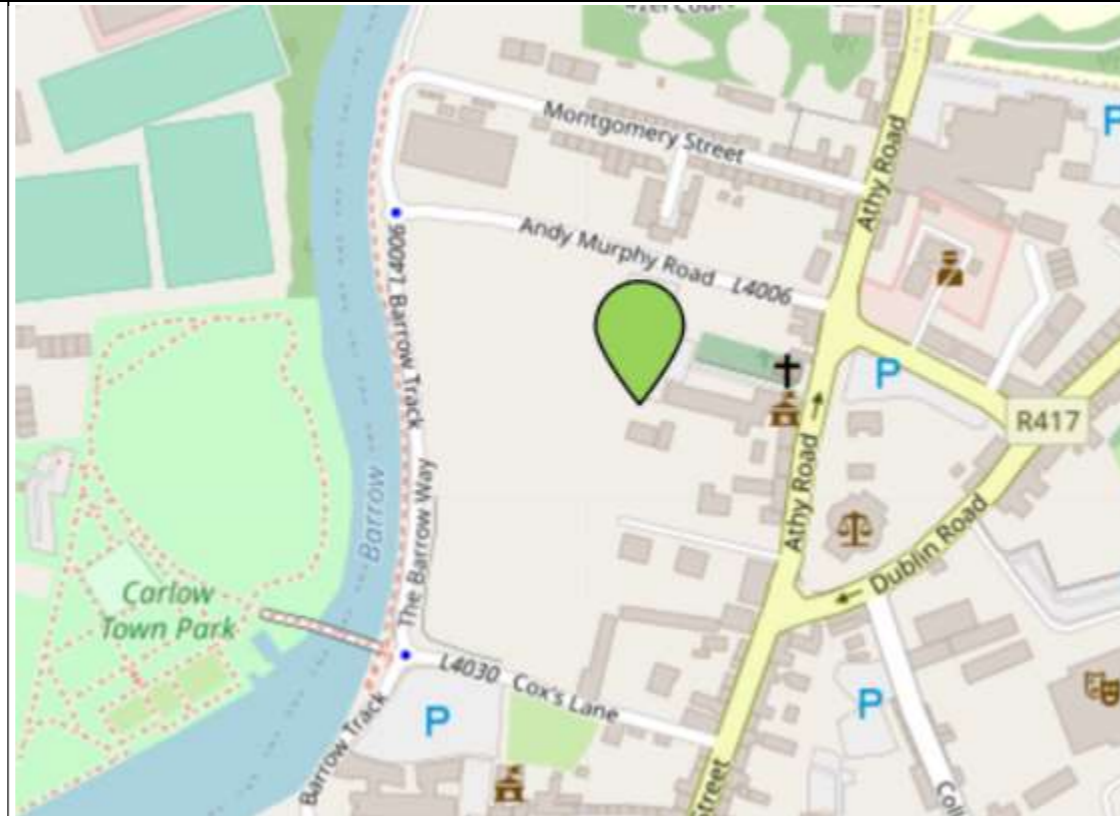 Montgomery Street
Athy Road
Andy Murphy Road L4006
L4006 Barrow Track
P
P
R417
Barrow
The Barrow Way
Athy Road
Dublin Road
Carlow
Town Park
L4030 Cox's Lane
P
P
Barrow Track
Street